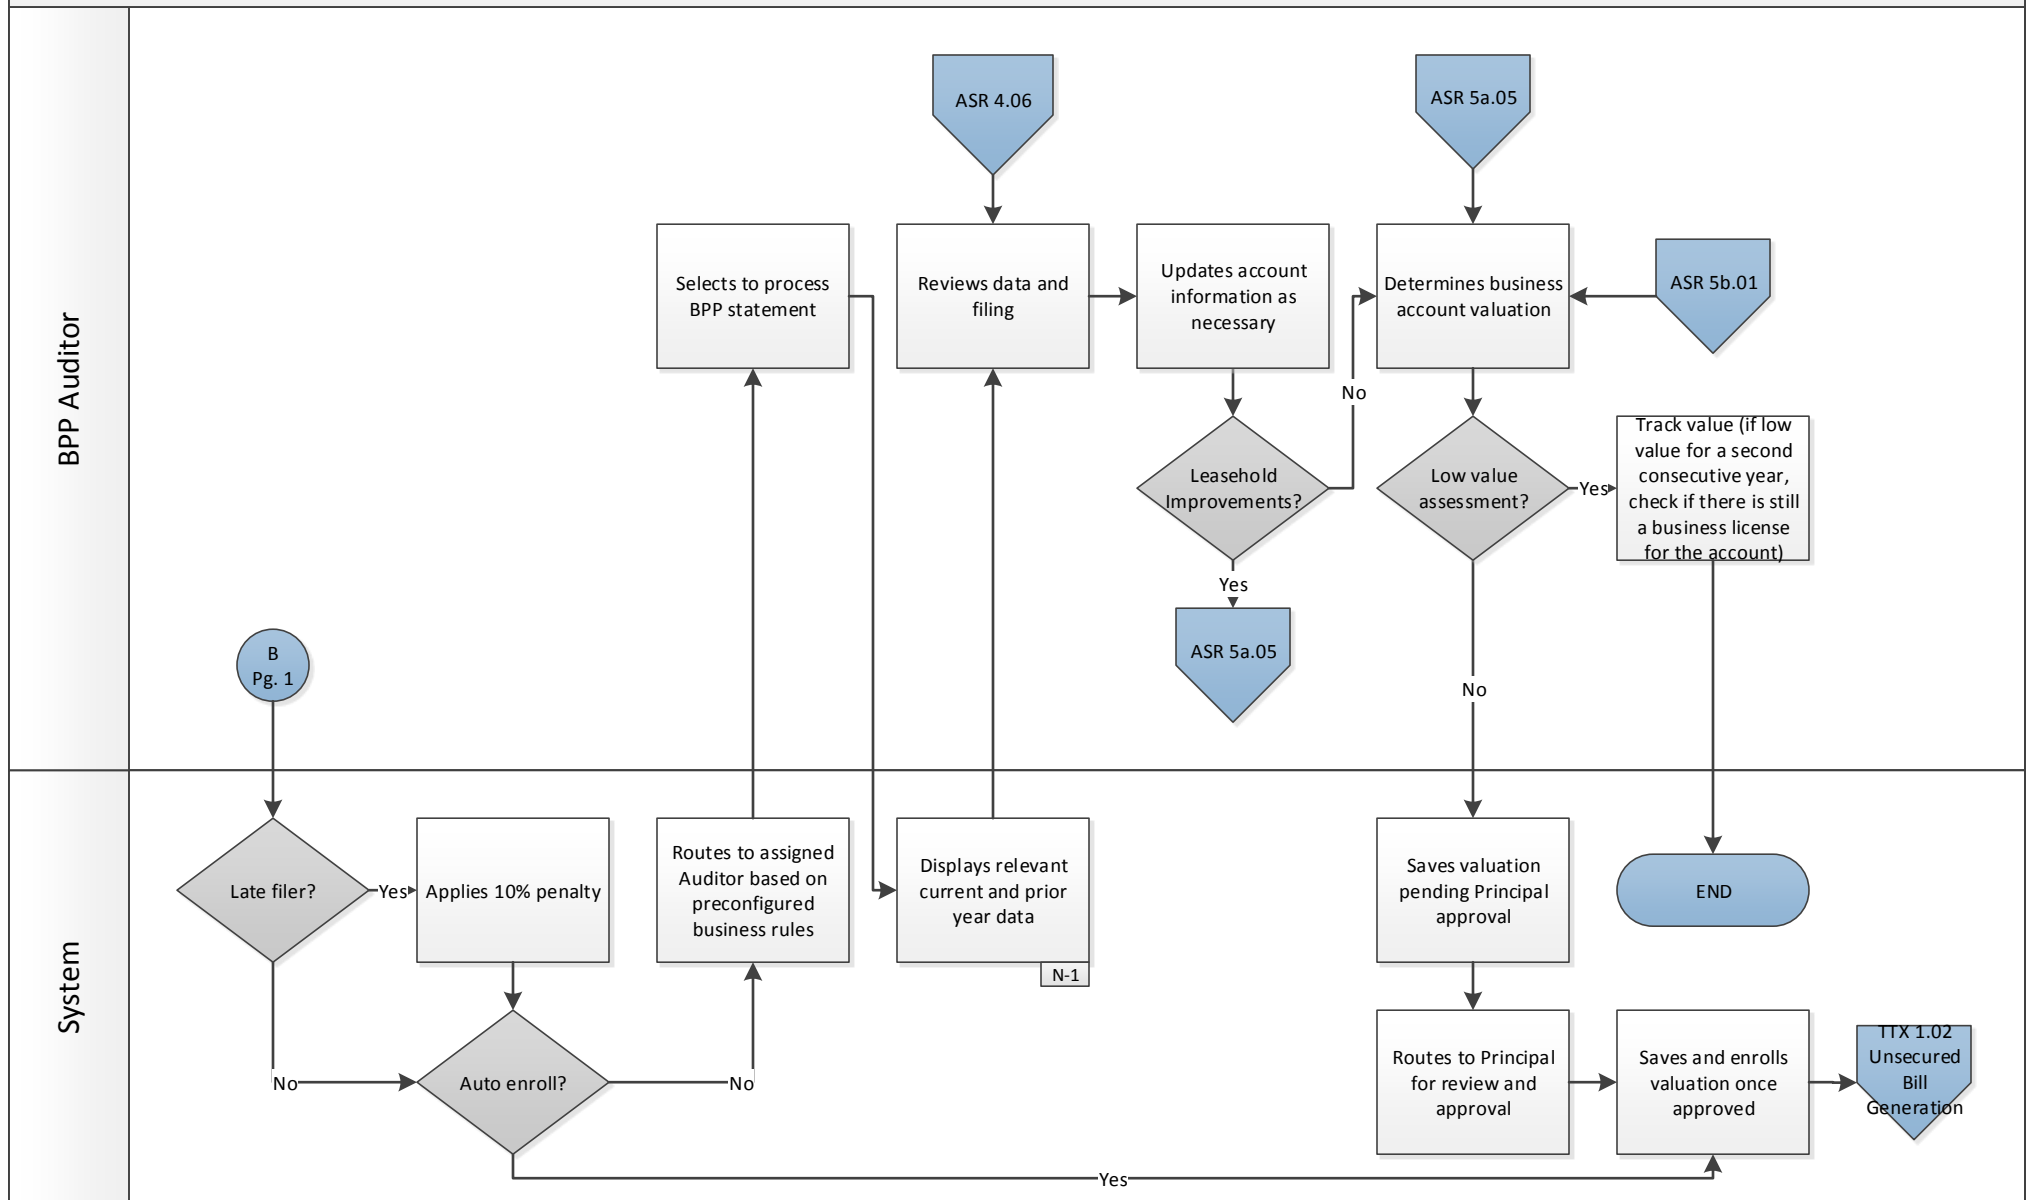 BPP Auditor
ASR 4.06
ASR 5a.05
Selects to process
BPP statement
Reviews data and
filing
Updates account
information as
necessary
Determines business
account valuation
ASR 5b.01
No
Leasehold
Improvements?
Low value
assessment?
Yes
Track value (if low
value for a second
consecutive year,
check if there is still
a business license
for the account)
Yes
ASR 5a.05
B
Pg. 1
No
System
Late filer?
Yes
Applies 10% penalty
Routes to assigned
Auditor based on
preconfigured
business rules
Displays relevant
current and prior
year data
N-1
Saves valuation
pending Principal
approval
END
No
Auto enroll?
No
Routes to Principal
for review and
approval
Saves and enrolls
valuation once
approved
TTX 1.02
Unsecured
Bill
Generation
Yes